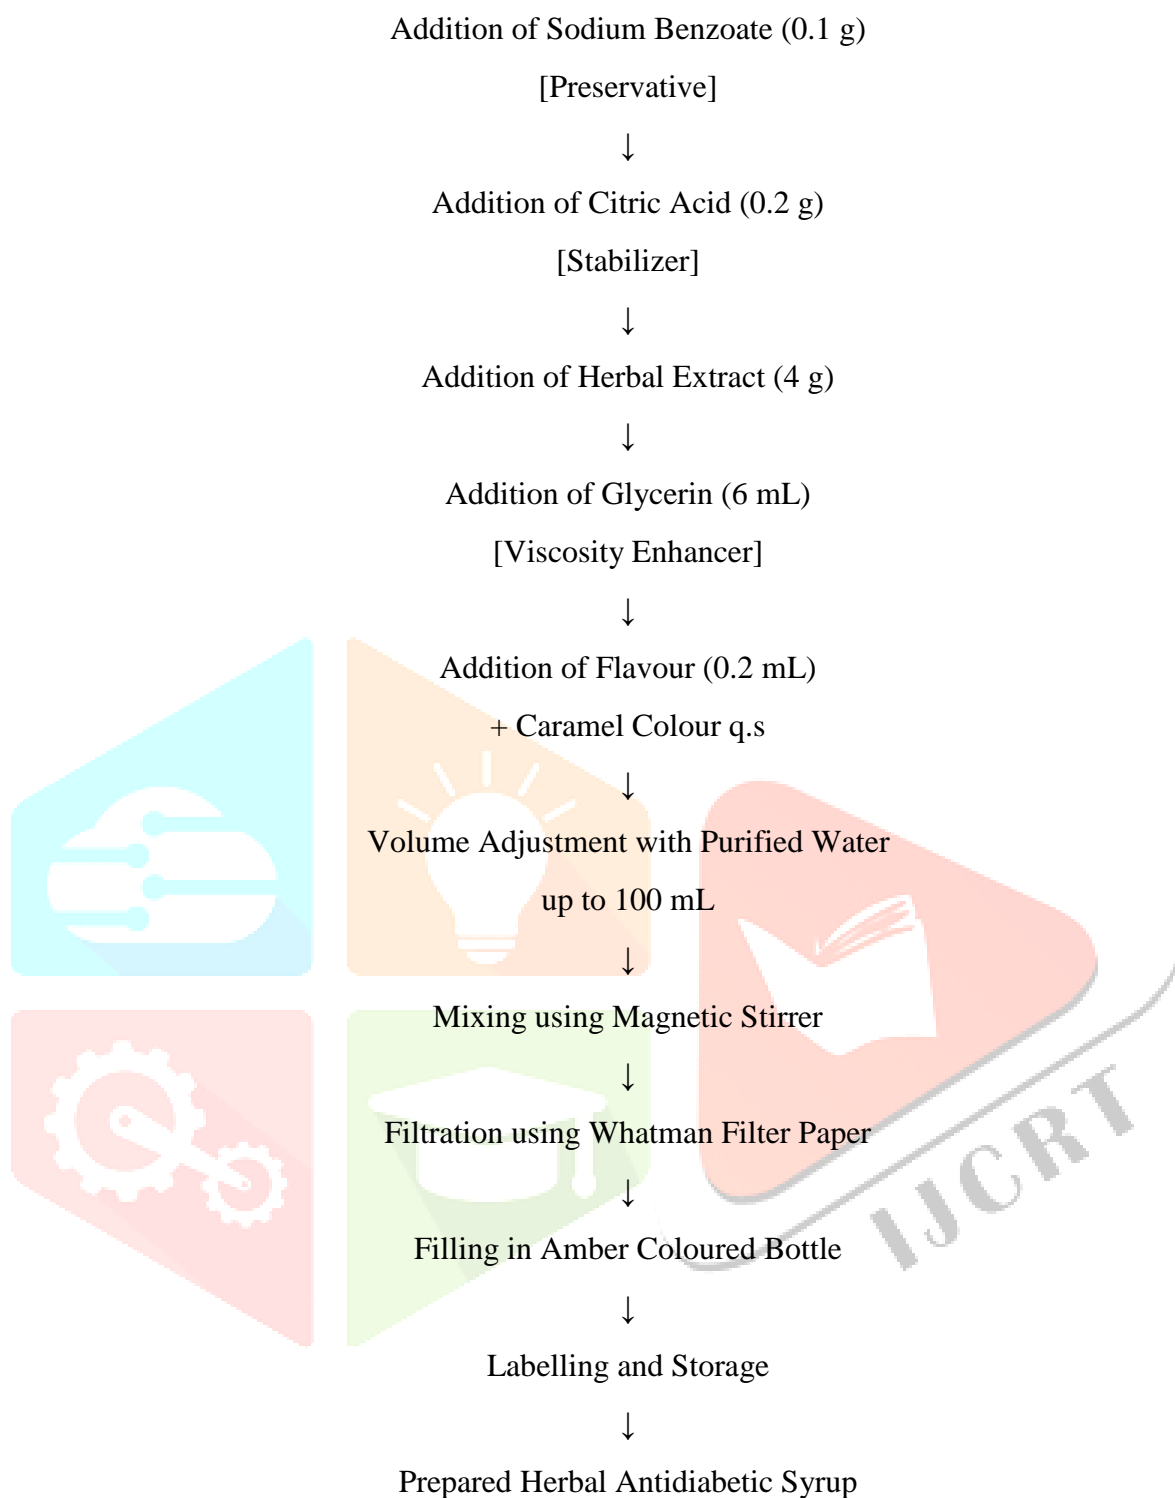 Addition of Sodium Benzoate (0.1 g)
[Preservative]
↓
Addition of Citric Acid (0.2 g)
[Stabilizer]
↓
Addition of Herbal Extract (4 g)
↓
Addition of Glycerin (6 mL)
[Viscosity Enhancer]
↓
Addition of Flavour (0.2 mL)
+ Caramel Colour q.s
↓
Volume Adjustment with Purified Water
up to 100 mL
↓
Mixing using Magnetic Stirrer
↓
Filtration using Whatman Filter Paper
↓
Filling in Amber Coloured Bottle
↓
Labelling and Storage
↓
Prepared Herbal Antidiabetic Syrup
IJCRT